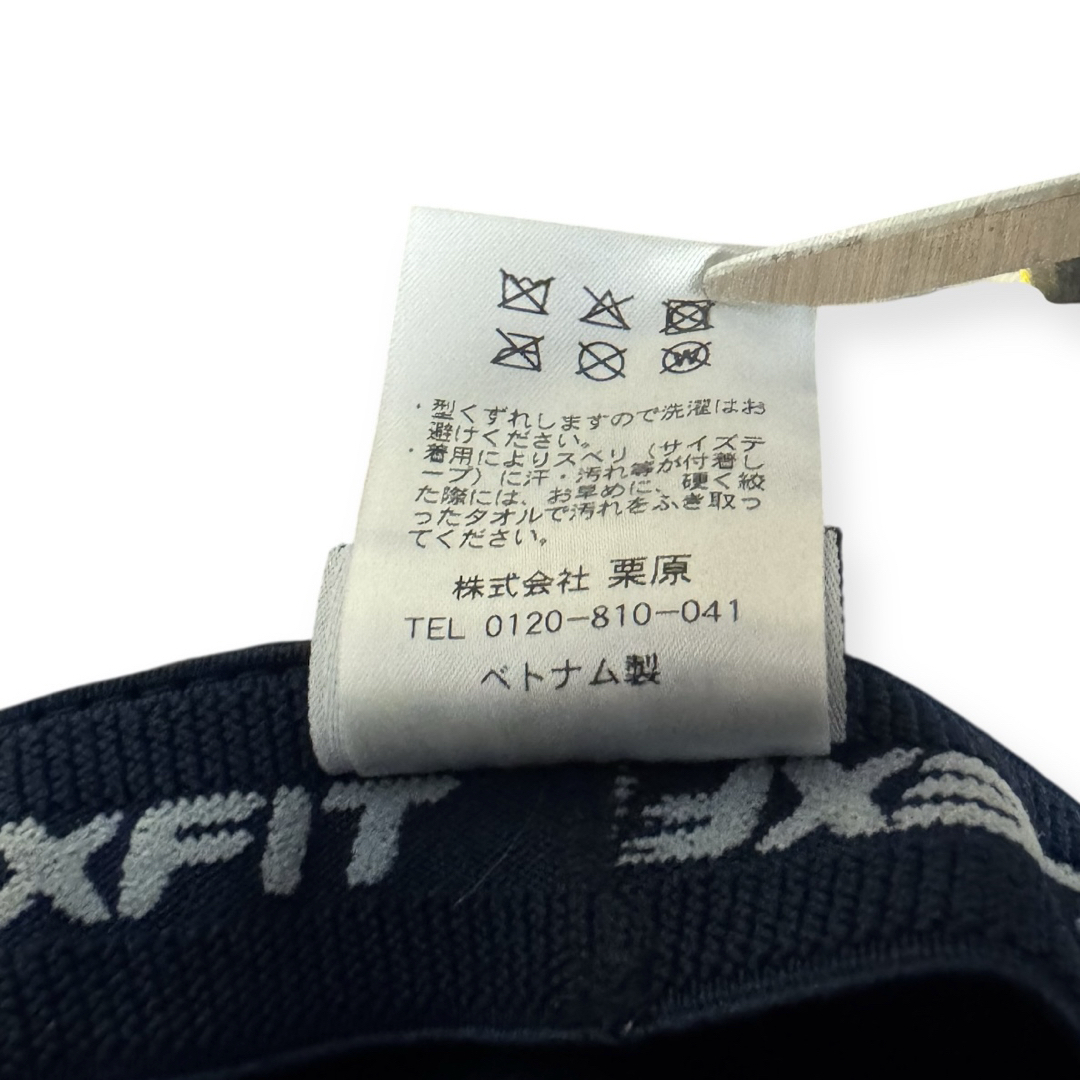 ・型くずれしますので洗濯はお
避けください。
・着用によりスベリ（サイズテ
ープ）に汗・汚れ等が付着し
た際には、お早めに、硬く絞
ったタオルで汚れをふき取っ
てください。
株式会社 栗原
TEL 0120-810-041
ベトナム製
XFIT